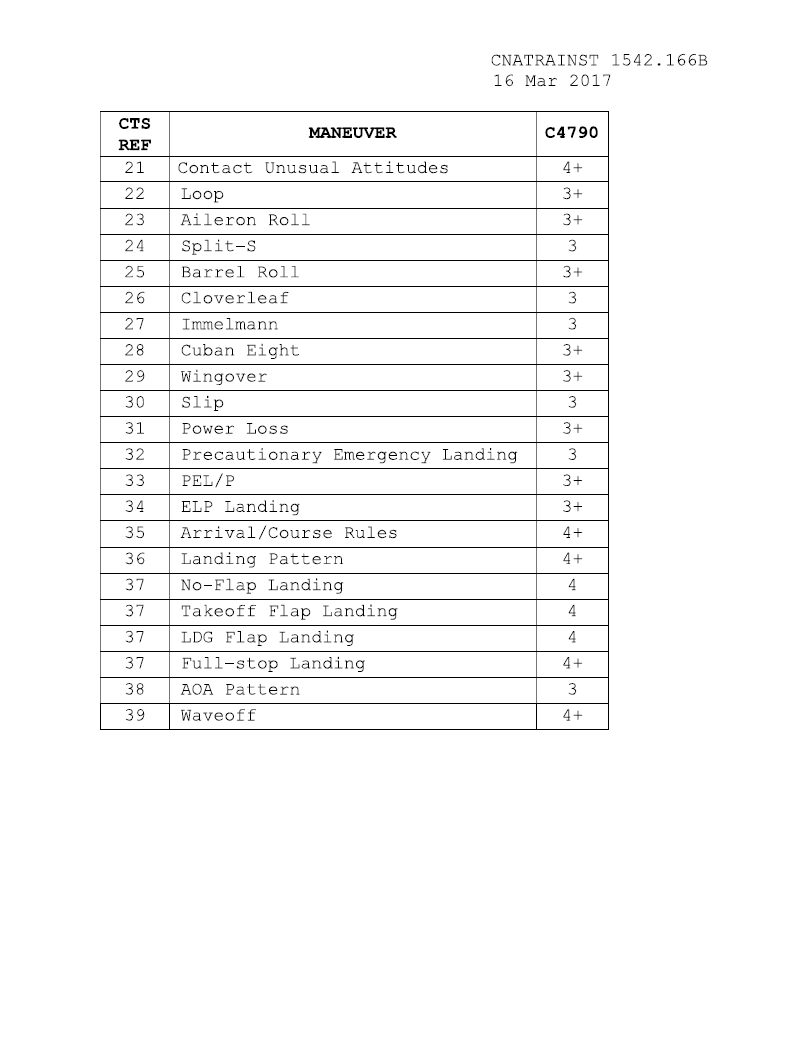 CNATRAINST 1542.166B
16 Mar 2017
CTS REF MANEUVER C4790
21 Contact Unusual Attitudes 4+
22 Loop 3+
23 Aileron Roll 3+
24 Split-S 3
25 Barrel Roll 3+
26 Cloverleaf 3
27 Immelmann 3
28 Cuban Eight 3+
29 Wingover 3+
30 Slip 3
31 Power Loss 3+
32 Precautionary Emergency Landing 3
33 PEL/P 3+
34 ELP Landing 3+
35 Arrival/Course Rules 4+
36 Landing Pattern 4+
37 No-Flap Landing 4
37 Takeoff Flap Landing 4
37 LDG Flap Landing 4
37 Full-stop Landing 4+
38 AOA Pattern 3
39 Waveoff 4+